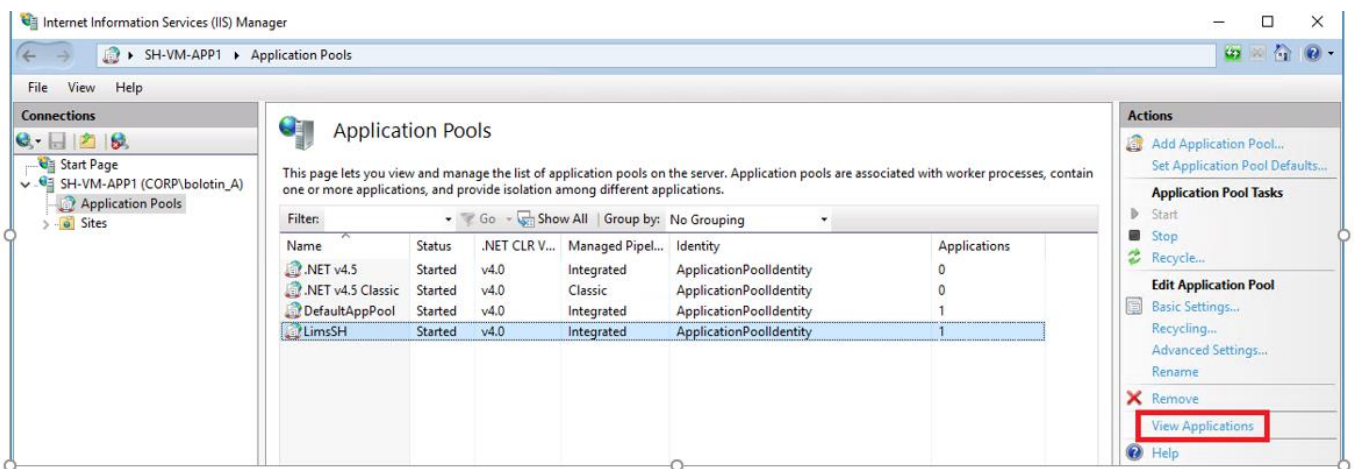 Internet Information Services (IIS) Manager
SH-VM-APP1 Application Pools
File View Help
Connections
Start Page
SH-VM-APP1 (CORP\bolotin_A)
Application Pools
Sites
Application Pools
This page lets you view and manage the list of application pools on the server. Application pools are associated with worker processes, contain
one or more applications, and provide isolation among different applications.
Filter: Go Show All Group by: No Grouping
Name Status .NET CLR V... Managed Pipel... Identity Applications
.NET v4.5 Started v4.0 Integrated ApplicationPoolIdentity 0
.NET v4.5 Classic Started v4.0 Classic ApplicationPoolIdentity 0
DefaultAppPool Started v4.0 Integrated ApplicationPoolIdentity 1
LimsSH Started v4.0 Integrated ApplicationPoolIdentity 1
Actions
Add Application Pool...
Set Application Pool Defaults...
Application Pool Tasks
Start
Stop
Recycle...
Edit Application Pool
Basic Settings...
Recycling...
Advanced Settings...
Rename
Remove
View Applications
Help